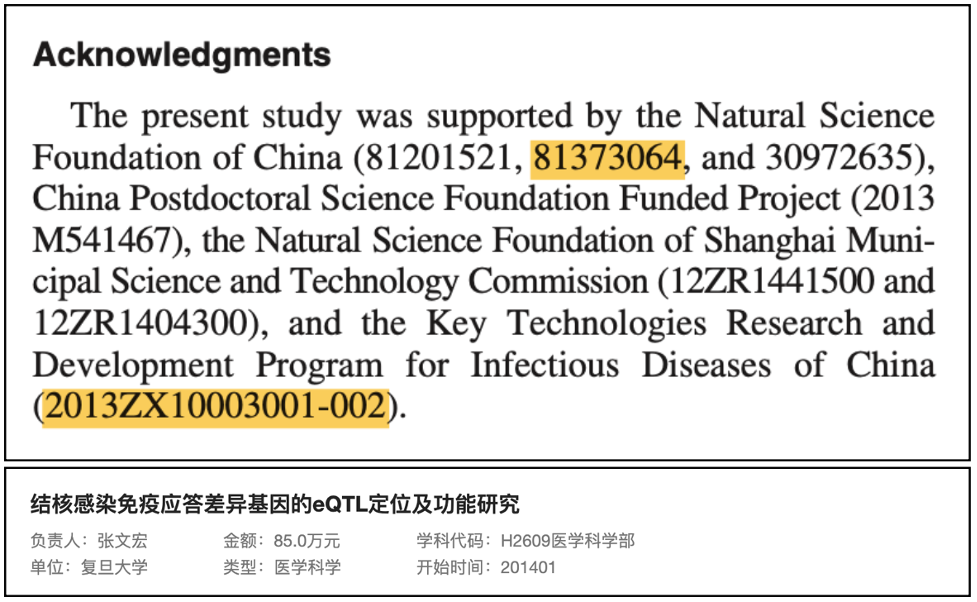 Acknowledgments
The present study was supported by the Natural Science
Foundation of China (81201521, 81373064, and 30972635),
China Postdoctoral Science Foundation Funded Project (2013
M541467), the Natural Science Foundation of Shanghai Muni-
cipal Science and Technology Commission (12ZR1441500 and
12ZR1404300), and the Key Technologies Research and
Development Program for Infectious Diseases of China
(2013ZX10003001-002).
结核感染免疫应答差异基因的eQTL定位及功能研究
负责人：张文宏 金额：85.0万元 学科代码：H2609医学科学部
单位：复旦大学 类型：医学科学 开始时间：201401